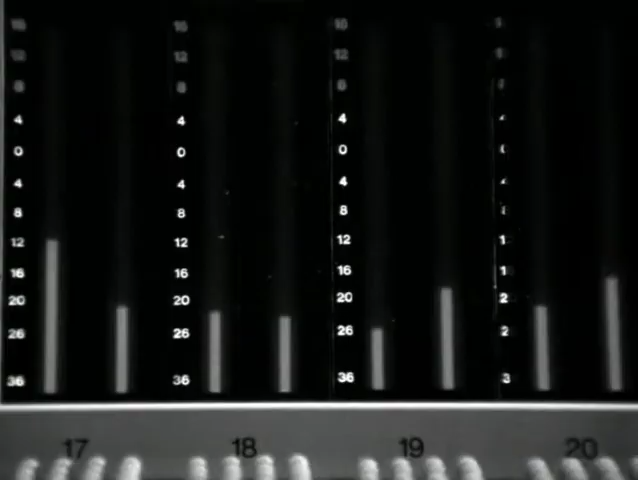 16 16 16
12 12 12
8 8 8
4 4 4
0 0 0
4 4 4
8 8 8
12 12 12
16 16 16
20 20 20
26 26 26
36 36 36
17 18 19 20